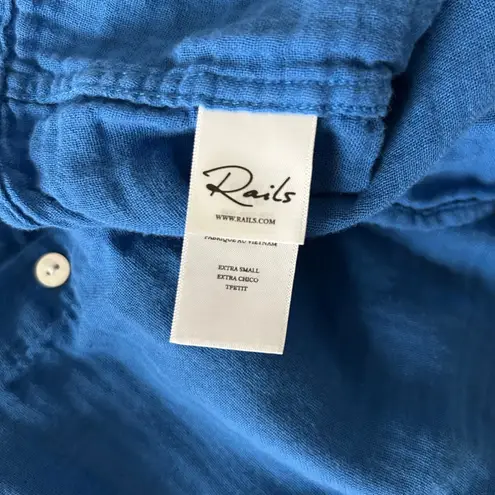 Rails
WWW.RAILS.COM
FABRIQUE AU VIETNAM
EXTRA SMALL
EXTRA CHICO
TPETIT